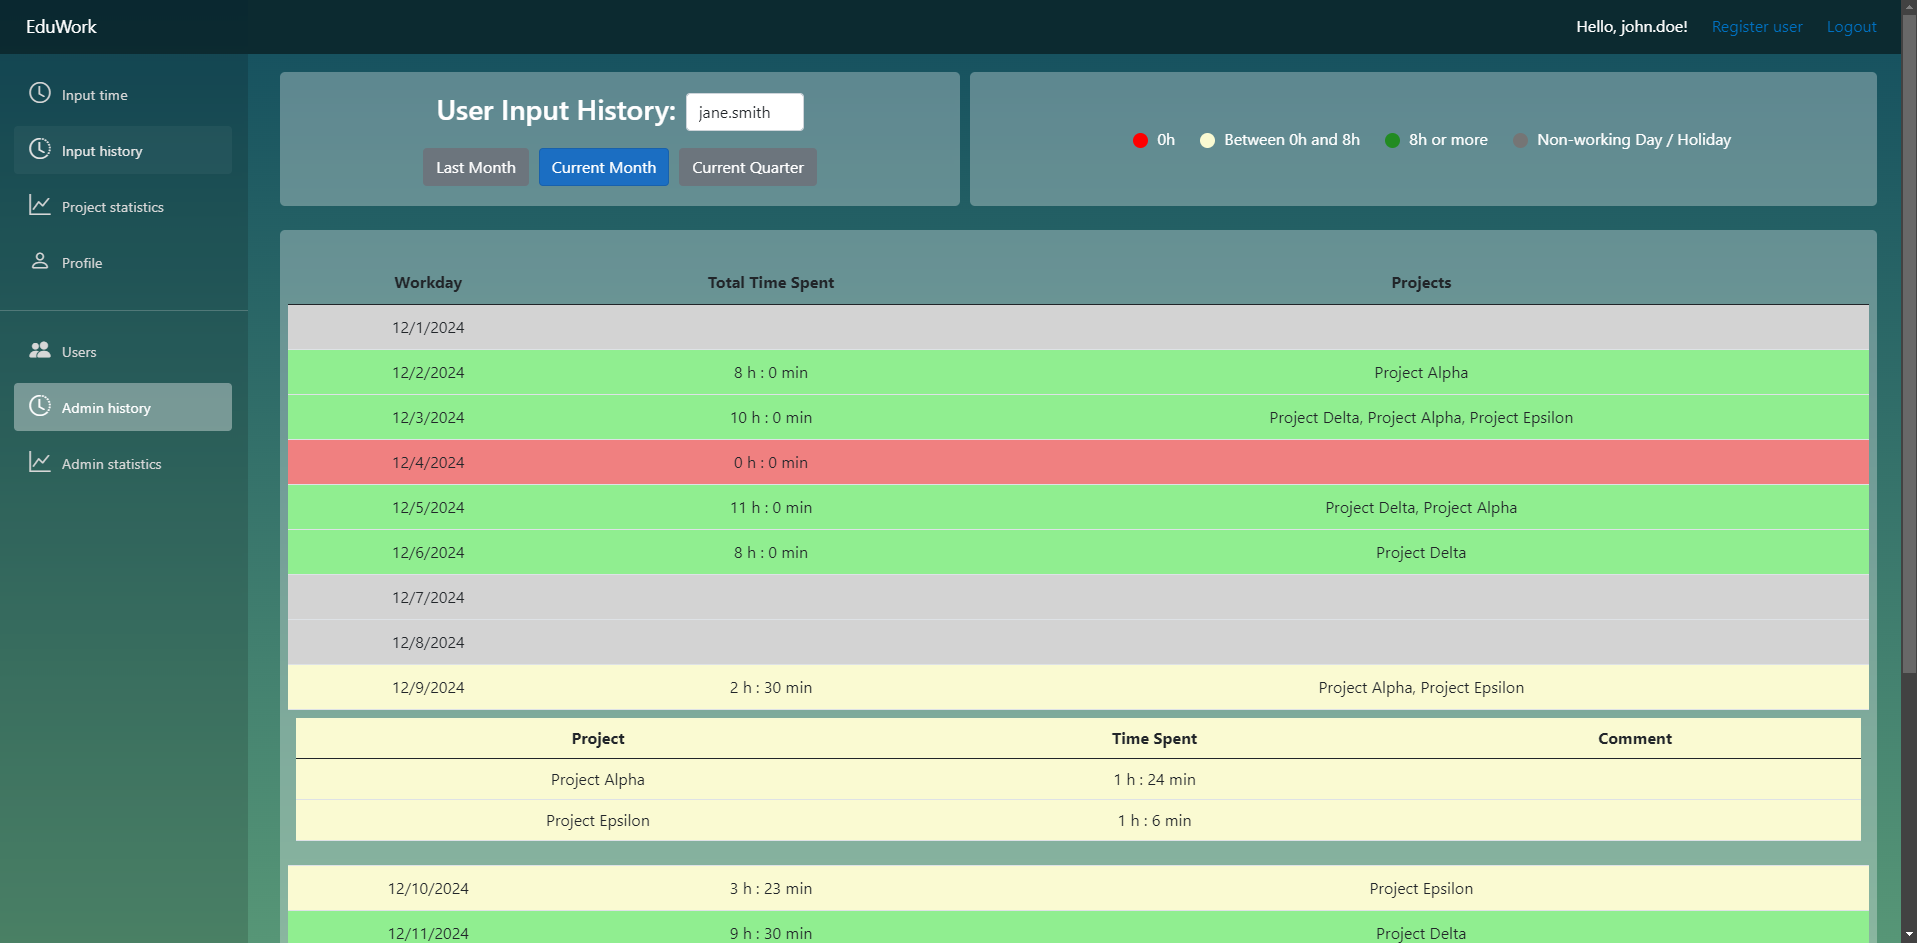 EduWork
Hello, john.doe! Register user Logout
Input time
Input history
Project statistics
Profile
Users
Admin history
Admin statistics
User Input History: jane.smith
Last Month Current Month Current Quarter
0h Between 0h and 8h 8h or more Non-working Day / Holiday
Workday Total Time Spent Projects
12/1/2024
12/2/2024 8 h : 0 min Project Alpha
12/3/2024 10 h : 0 min Project Delta, Project Alpha, Project Epsilon
12/4/2024 0 h : 0 min
12/5/2024 11 h : 0 min Project Delta, Project Alpha
12/6/2024 8 h : 0 min Project Delta
12/7/2024
12/8/2024
12/9/2024 2 h : 30 min Project Alpha, Project Epsilon
Project Time Spent Comment
Project Alpha 1 h : 24 min
Project Epsilon 1 h : 6 min
12/10/2024 3 h : 23 min Project Epsilon
12/11/2024 9 h : 30 min Project Delta